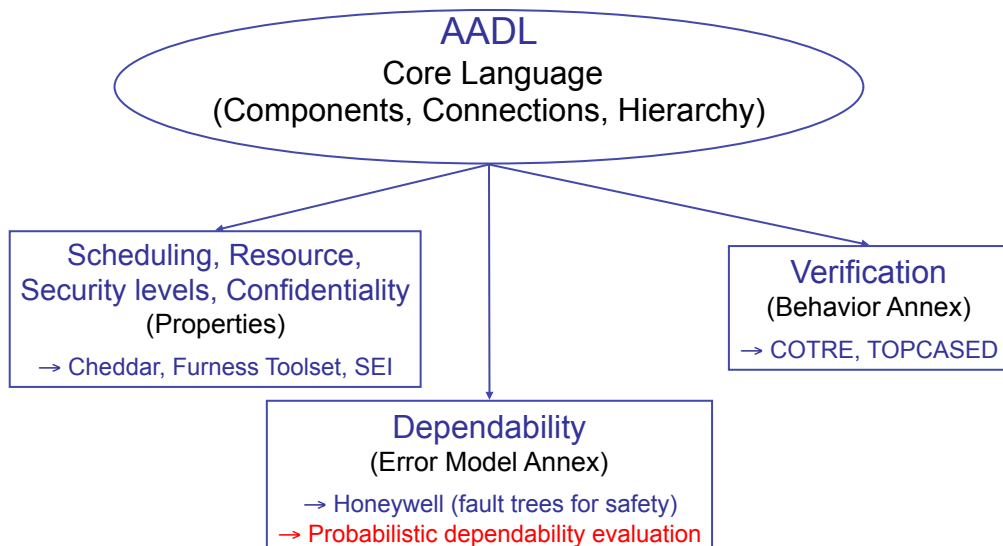 AADL
Core Language
(Components, Connections, Hierarchy)
Scheduling, Resource,
Security levels, Confidentiality
(Properties)
→ Cheddar, Furness Toolset, SEI
Verification
(Behavior Annex)
→ COTRE, TOPCASED
Dependability
(Error Model Annex)
→ Honeywell (fault trees for safety)
→ Probabilistic dependability evaluation